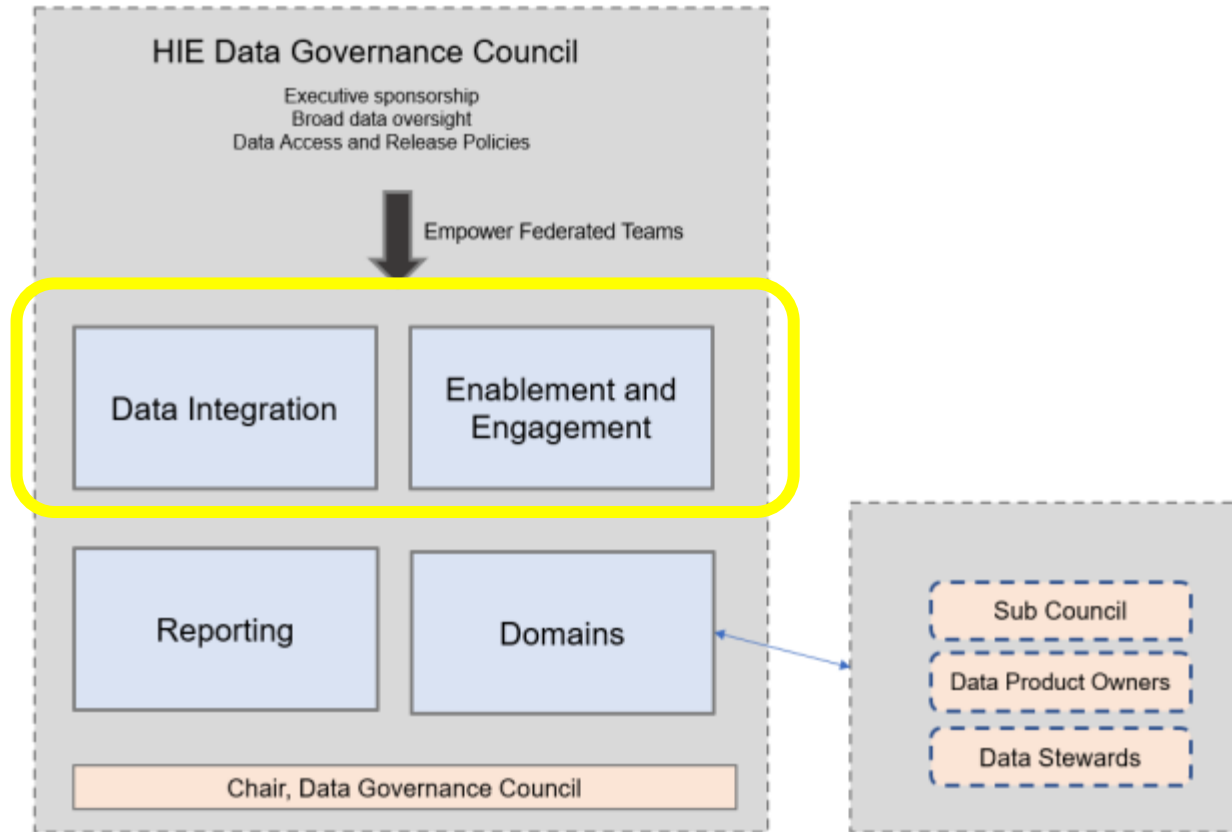 HIE Data Governance Council
Executive sponsorship
Broad data oversight
Data Access and Release Policies
Empower Federated Teams
Data Integration
Enablement and
Engagement
Reporting
Domains
Sub Council
Data Product Owners
Data Stewards
Chair, Data Governance Council